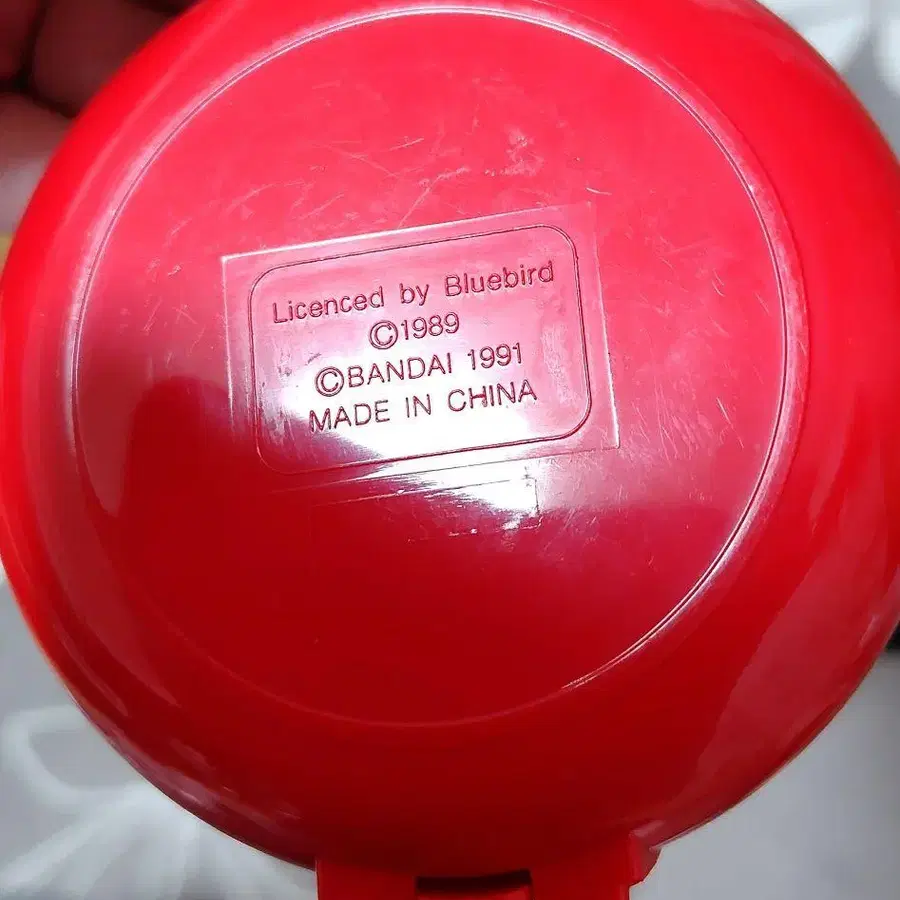 Licenced by Bluebird
©1989
©BANDAI 1991
MADE IN CHINA